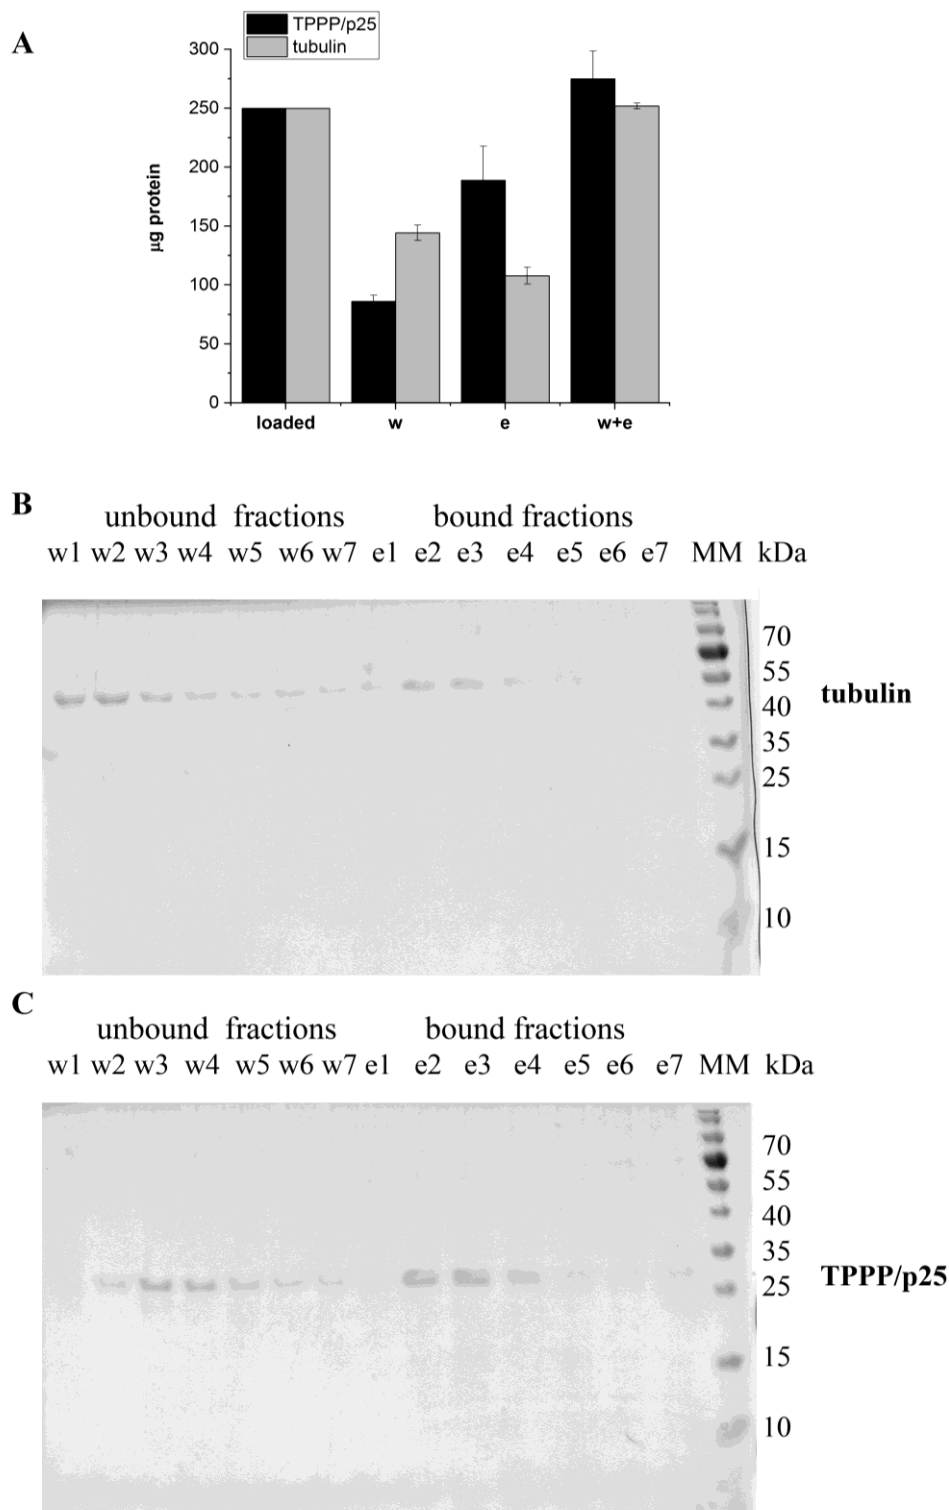 A
TPPP/p25
tubulin
300
250
200
150
100
50
0
µg protein
loaded w e w+e
B
unbound fractions bound fractions
w1 w2 w3 w4 w5 w6 w7 e1 e2 e3 e4 e5 e6 e7 MM kDa
70
55
40
35
25
15
10
tubulin
C
unbound fractions bound fractions
w1 w2 w3 w4 w5 w6 w7 e1 e2 e3 e4 e5 e6 e7 MM kDa
70
55
40
35
25
15
10
TPPP/p25